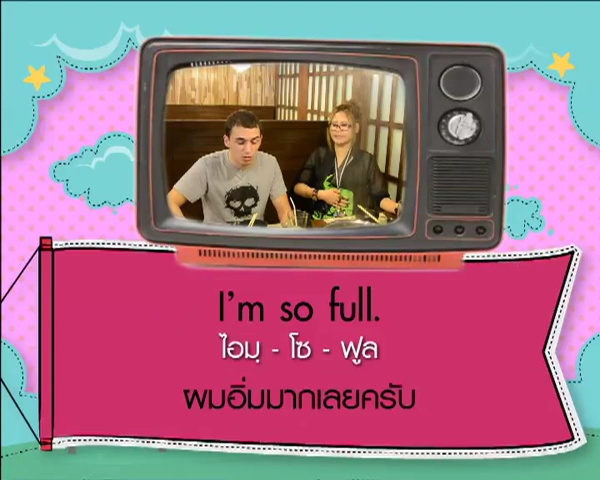 I'm so full.
ไอมฺ - โซ - ฟูล
ผมอิ่มมากเลยครับ